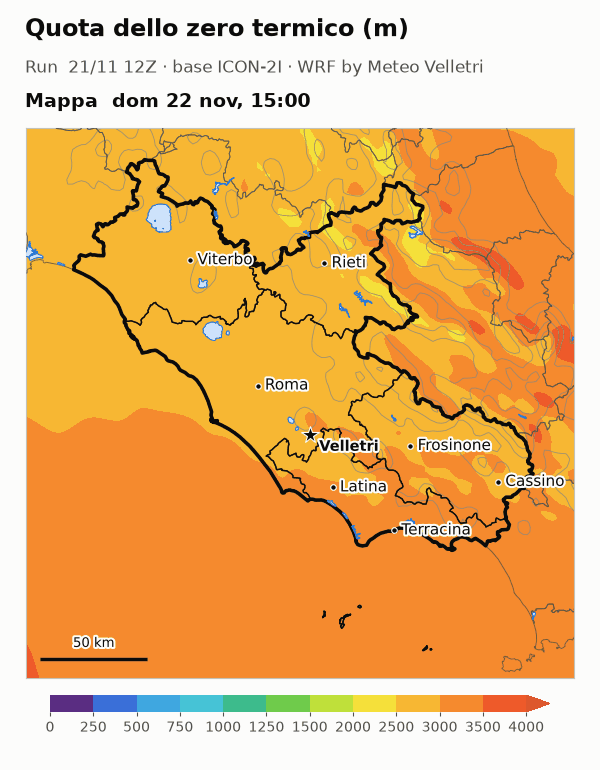 Quota dello zero termico (m)
Run  21/11 12Z · base ICON-2I · WRF by Meteo Velletri
Mappa  dom 22 nov, 15:00
Viterbo
Rieti
Roma
Velletri
Frosinone
Latina
Cassino
Terracina
50 km
0 250 500 750 1000 1250 1500 2000 2500 3000 3500 4000